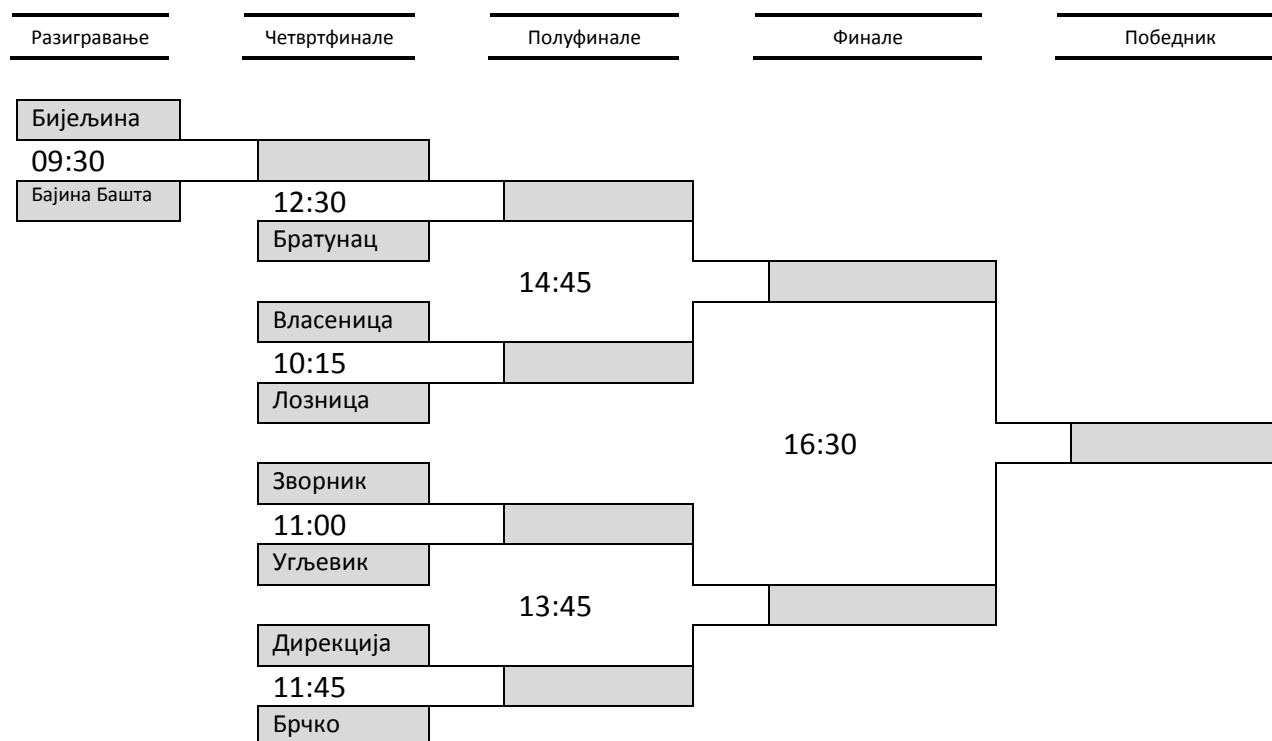 Разигравање
Четвртфинале
Полуфинале
Финале
Победник
Бијељина
09:30
Бајина Башта
12:30
Братунац
14:45
Власеница
10:15
Лозница
16:30
Зворник
11:00
Угљевик
13:45
Дирекција
11:45
Брчко